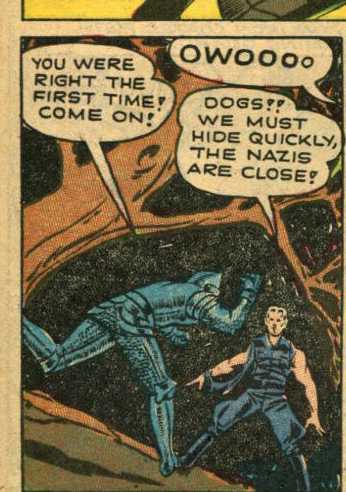 YOU WERE
RIGHT THE
FIRST TIME!
COME ON!
OWOOOO
DOGS??
WE MUST
HIDE QUICKLY,
THE NAZIS
ARE CLOSE!